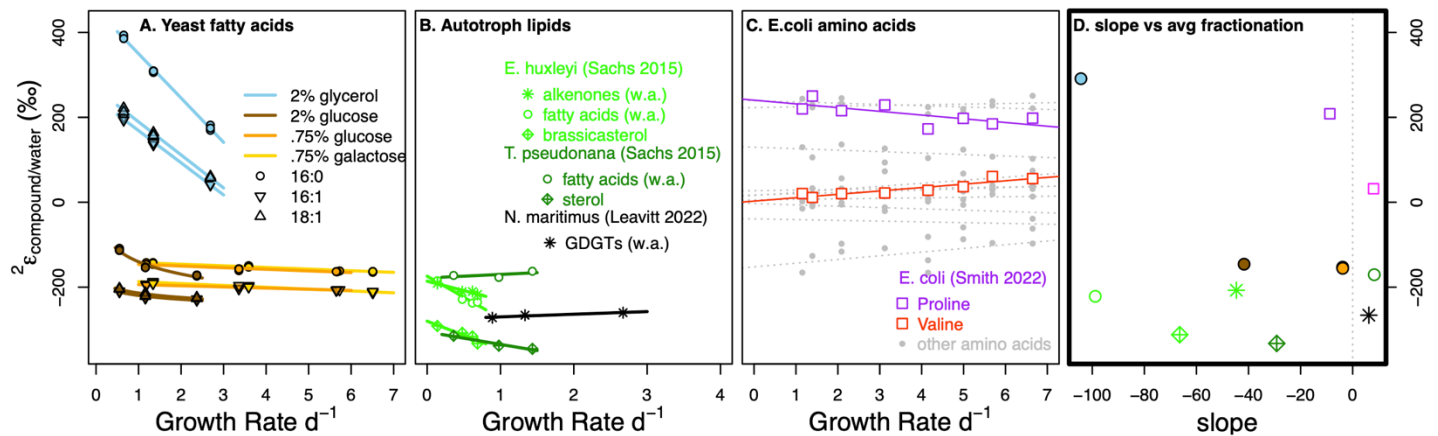 A. Yeast fatty acids
2% glycerol
2% glucose
.75% glucose
.75% galactose
16:0
16:1
18:1
400
200
0
−200
²εcompound/water (‰)
0 1 2 3 4 5 6 7
Growth Rate d⁻¹
B. Autotroph lipids
E. huxleyi (Sachs 2015)
alkenones (w.a.)
fatty acids (w.a.)
brassicasterol
T. pseudonana (Sachs 2015)
fatty acids (w.a.)
sterol
N. maritimus (Leavitt 2022)
GDGTs (w.a.)
0 1 2 3 4
Growth Rate d⁻¹
C. E.coli amino acids
E. coli (Smith 2022)
Proline
Valine
other amino acids
0 1 2 3 4 5 6 7
Growth Rate d⁻¹
D. slope vs avg fractionation
400
200
0
−200
−100 −80 −60 −40 −20 0
slope